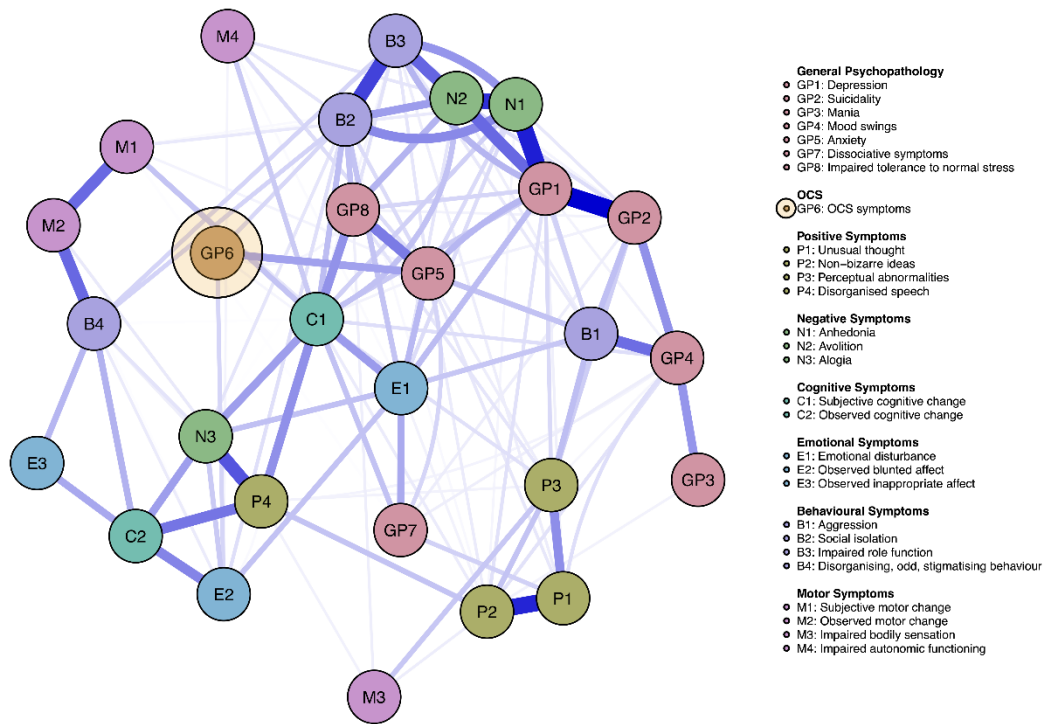 M4
B3
N2
N1
B2
M1
GP8
GP1
GP2
M2
GP6
GP5
B4
C1
B1
GP4
E1
N3
E3
P4
P3
GP3
C2
GP7
E2
P2
P1
M3
General Psychopathology
GP1: Depression
GP2: Suicidality
GP3: Mania
GP4: Mood swings
GP5: Anxiety
GP7: Dissociative symptoms
GP8: Impaired tolerance to normal stress
OCS
GP6: OCS symptoms
Positive Symptoms
P1: Unusual thought
P2: Non−bizarre ideas
P3: Perceptual abnormalities
P4: Disorganised speech
Negative Symptoms
N1: Anhedonia
N2: Avolition
N3: Alogia
Cognitive Symptoms
C1: Subjective cognitive change
C2: Observed cognitive change
Emotional Symptoms
E1: Emotional disturbance
E2: Observed blunted affect
E3: Observed inappropriate affect
Behavioural Symptoms
B1: Aggression
B2: Social isolation
B3: Impaired role function
B4: Disorganising, odd, stigmatising behaviour
Motor Symptoms
M1: Subjective motor change
M2: Observed motor change
M3: Impaired bodily sensation
M4: Impaired autonomic functioning